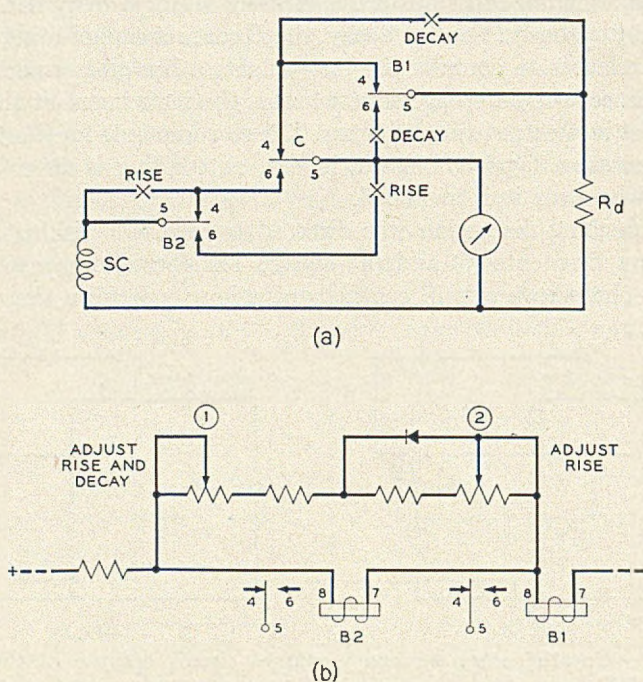 DECAY
4
B1
6
5
DECAY
C
4
6
5
RISE
RISE
5
4
6
B2
SC
Rd
(a)
1
2
ADJUST
RISE AND
DECAY
ADJUST
RISE
+
4
6
5
8
7
B2
4
6
5
8
7
B1
(b)